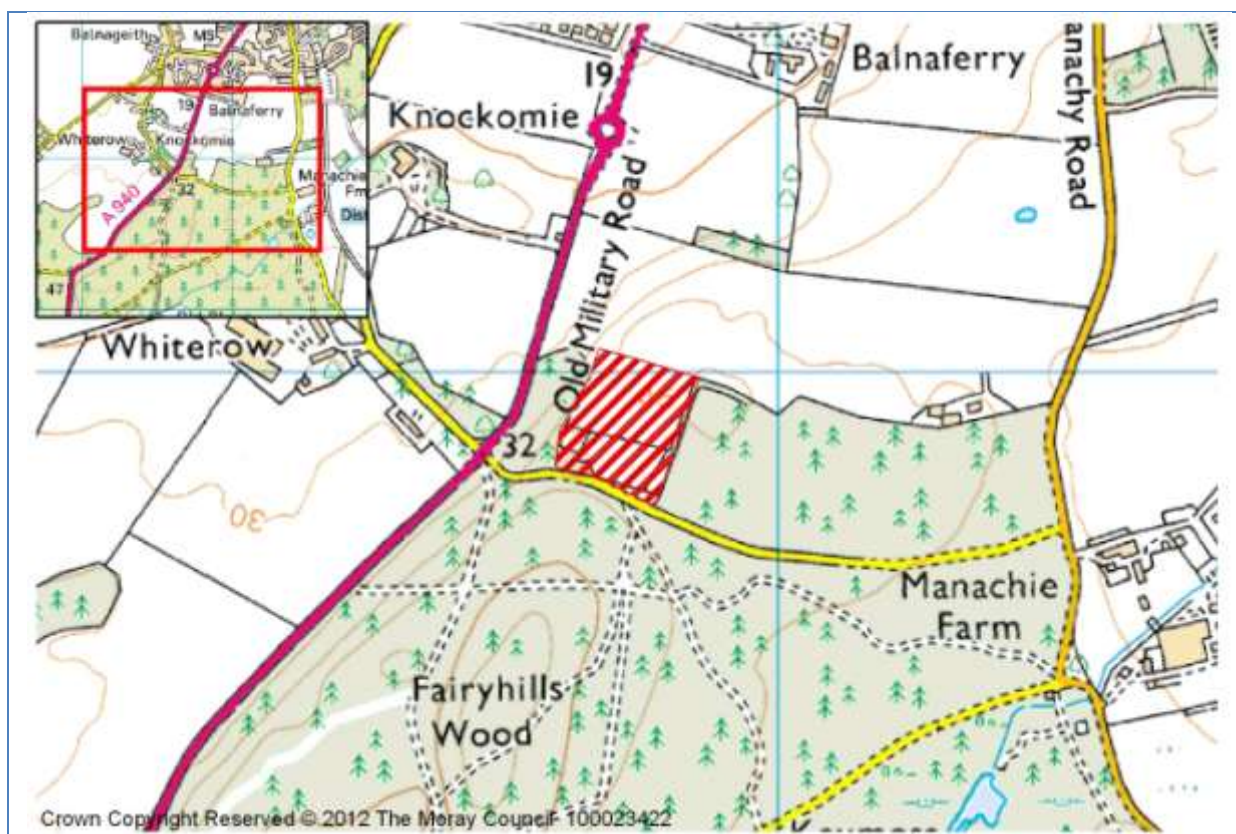 Balnageith
M5
19
Balnaferry
Whiterow
Knockomie
32
A 940
Manachie
Fm
Dist
47
19
Balnaferry
Knockomie
Old Military Road
anachy Road
Whiterow
32
30
Manachie
Farm
Fairyhills
Wood
Crown Copyright Reserved © 2012 The Moray Council- 100023422